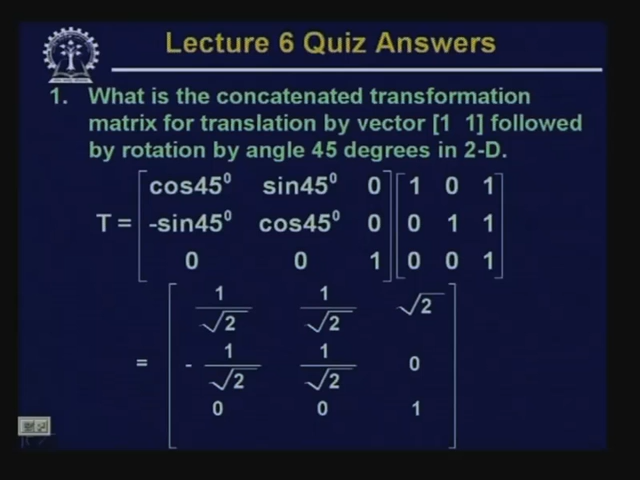 Lecture 6 Quiz Answers
1. What is the concatenated transformation
matrix for translation by vector [1 1] followed
by rotation by angle 45 degrees in 2-D.
cos45⁰ sin45⁰ 0 1 0 1
T = -sin45⁰ cos45⁰ 0 0 1 1
0 0 1 0 0 1
1/√2 1/√2 √2
= -1/√2 1/√2 0
0 0 1